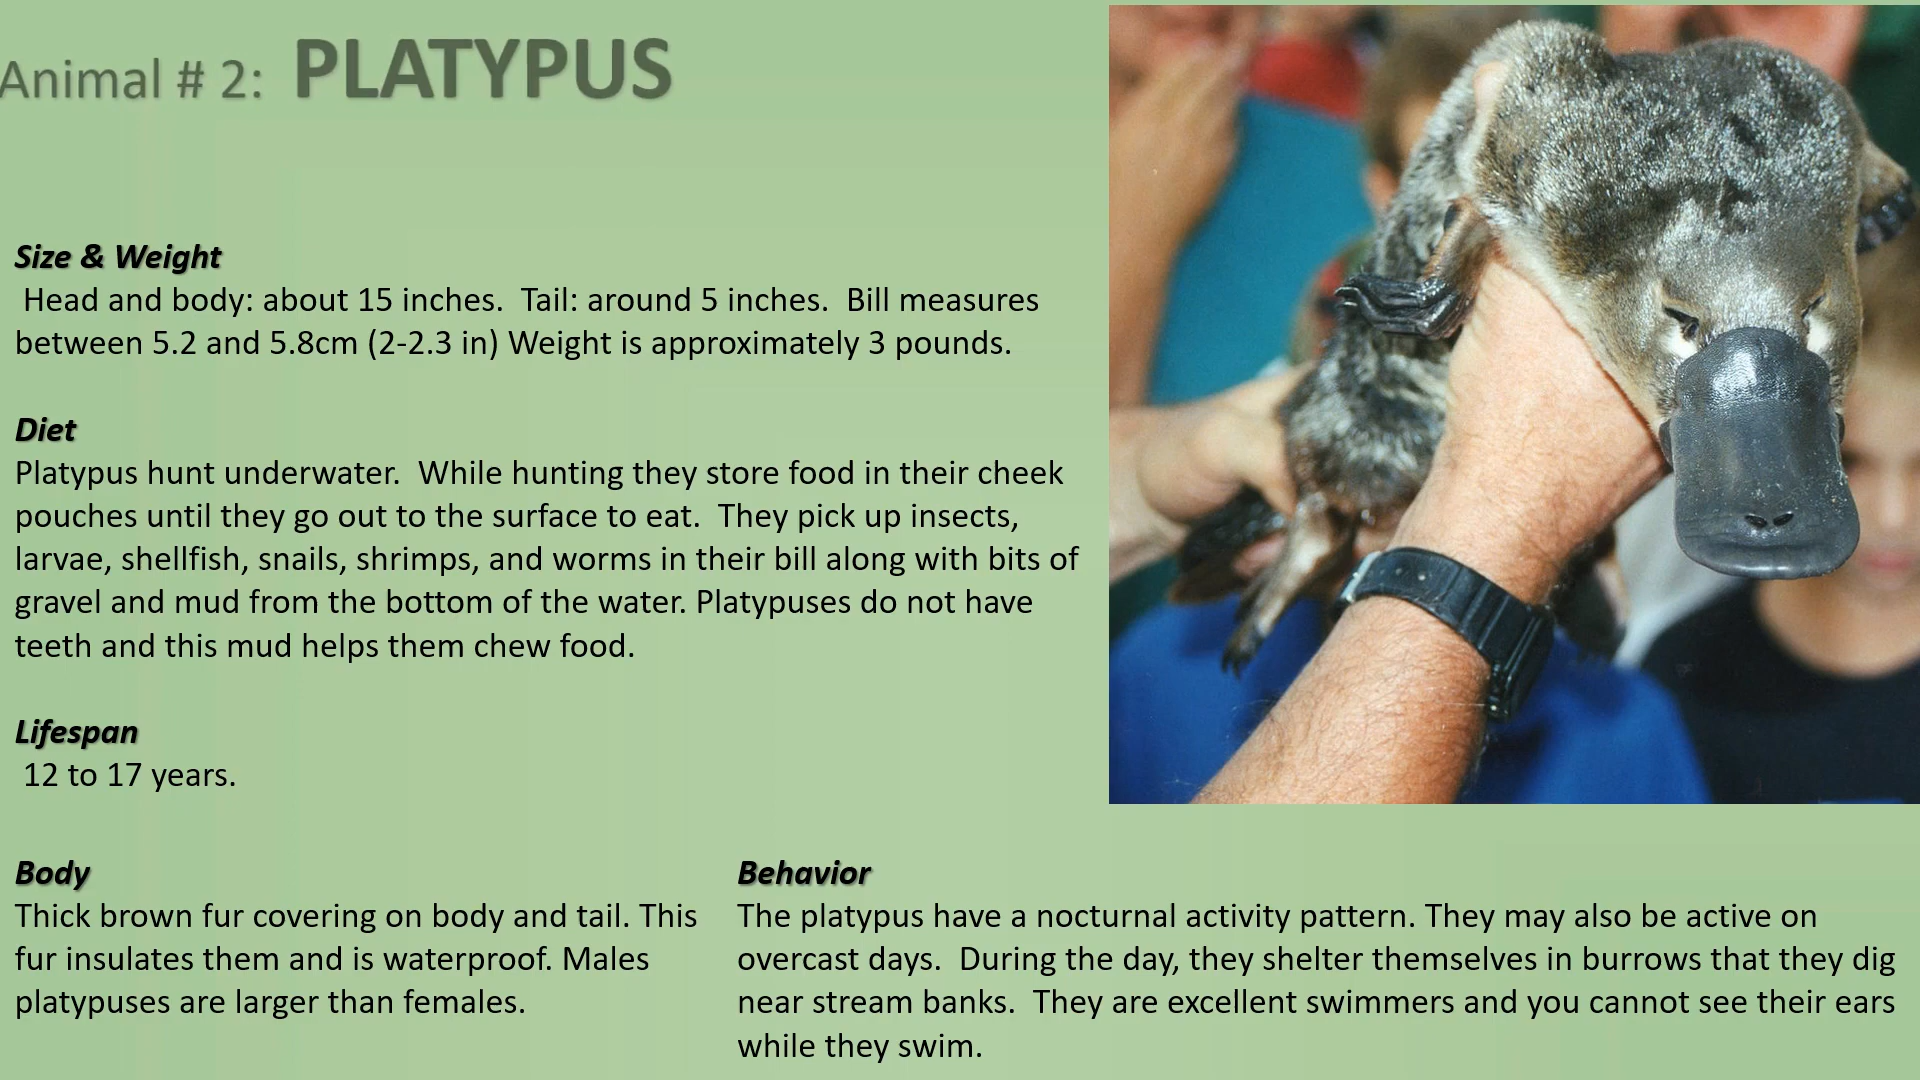 Animal # 2: PLATYPUS
Size & Weight
Head and body: about 15 inches. Tail: around 5 inches. Bill measures
between 5.2 and 5.8cm (2-2.3 in) Weight is approximately 3 pounds.
Diet
Platypus hunt underwater. While hunting they store food in their cheek
pouches until they go out to the surface to eat. They pick up insects,
larvae, shellfish, snails, shrimps, and worms in their bill along with bits of
gravel and mud from the bottom of the water. Platypuses do not have
teeth and this mud helps them chew food.
Lifespan
12 to 17 years.
Body
Thick brown fur covering on body and tail. This
fur insulates them and is waterproof. Males
platypuses are larger than females.
Behavior
The platypus have a nocturnal activity pattern. They may also be active on
overcast days. During the day, they shelter themselves in burrows that they dig
near stream banks. They are excellent swimmers and you cannot see their ears
while they swim.